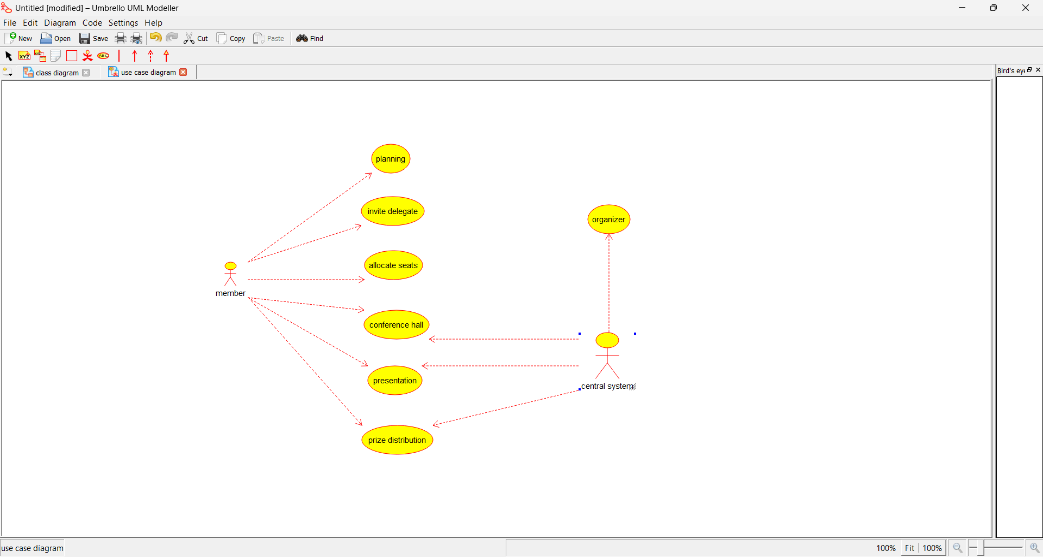 Untitled [modified] – Umbrello UML Modeller
File Edit Diagram Code Settings Help
New Open Save Cut Copy Paste Find
class diagram use case diagram Bird's eye
planning
invite delegate
organizer
allocate seats
member
conference hall
presentation
central system
prize distribution
use case diagram 100% Fit 100%